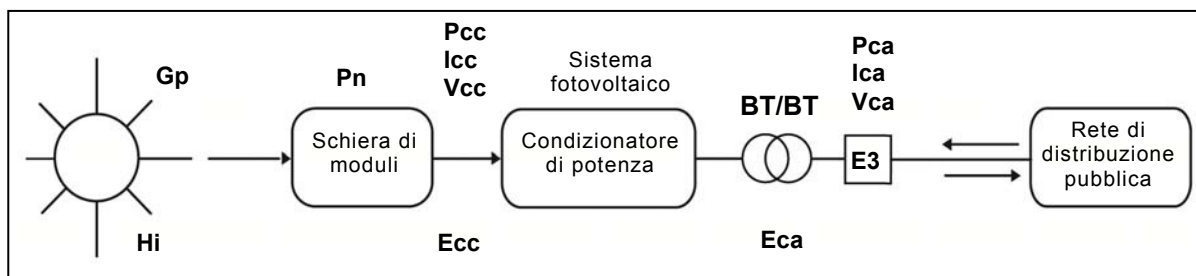 Gp
Hi
Pn
Schiera di
moduli
Pcc
Icc
Vcc
Ecc
Sistema
fotovoltaico
Condizionatore
di potenza
BT/BT
Eca
Pca
Ica
Vca
E3
Rete di
distribuzione
pubblica